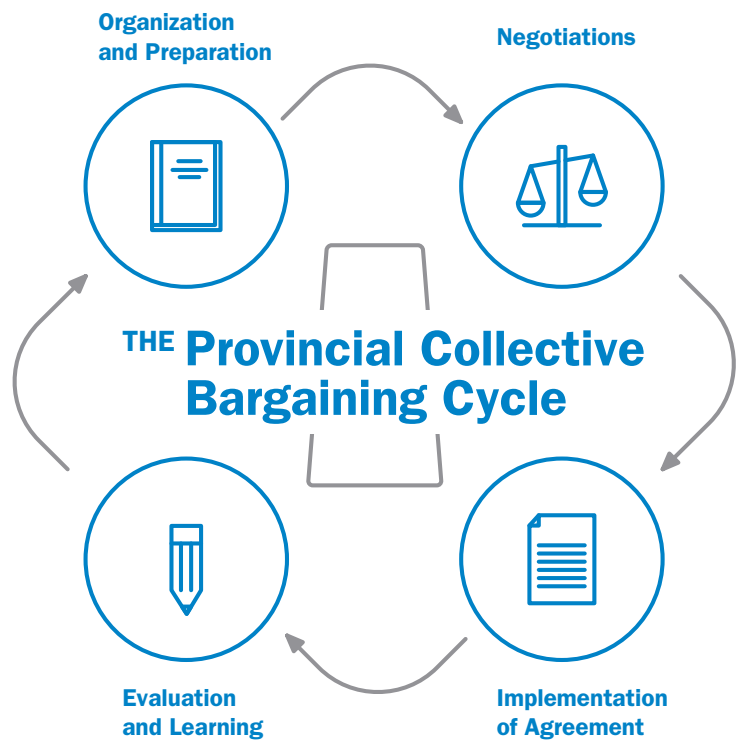 Organization
and Preparation
Negotiations
THE Provincial Collective
Bargaining Cycle
Evaluation
and Learning
Implementation
of Agreement